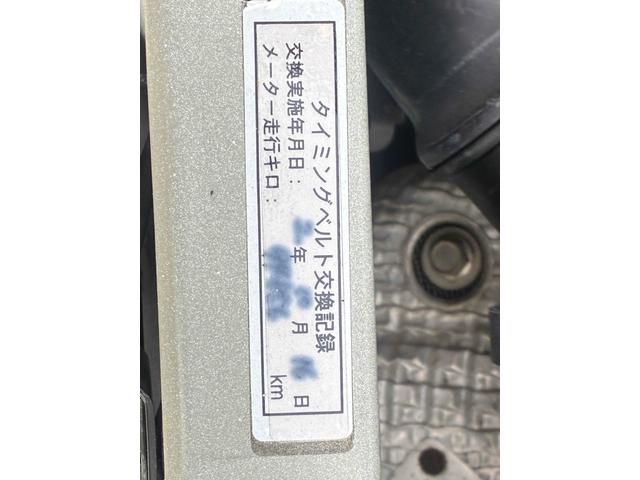 タイミングベルト交換記録
交換実施年月日： 年 月 日
メーター走行キロ： km